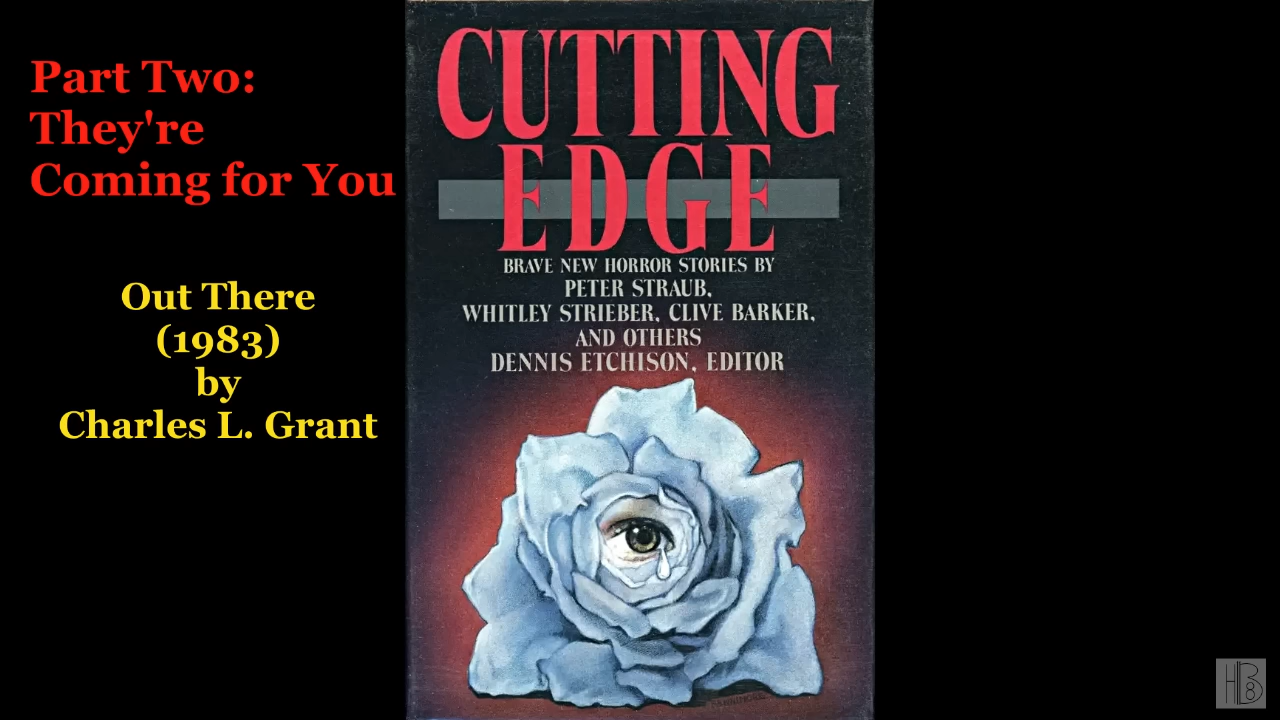 Part Two:
They're
Coming for You
Out There
(1983)
by
Charles L. Grant
CUTTING
EDGE
BRAVE NEW HORROR STORIES BY
PETER STRAUB,
WHITLEY STRIEBER, CLIVE BARKER,
AND OTHERS
DENNIS ETCHISON, EDITOR